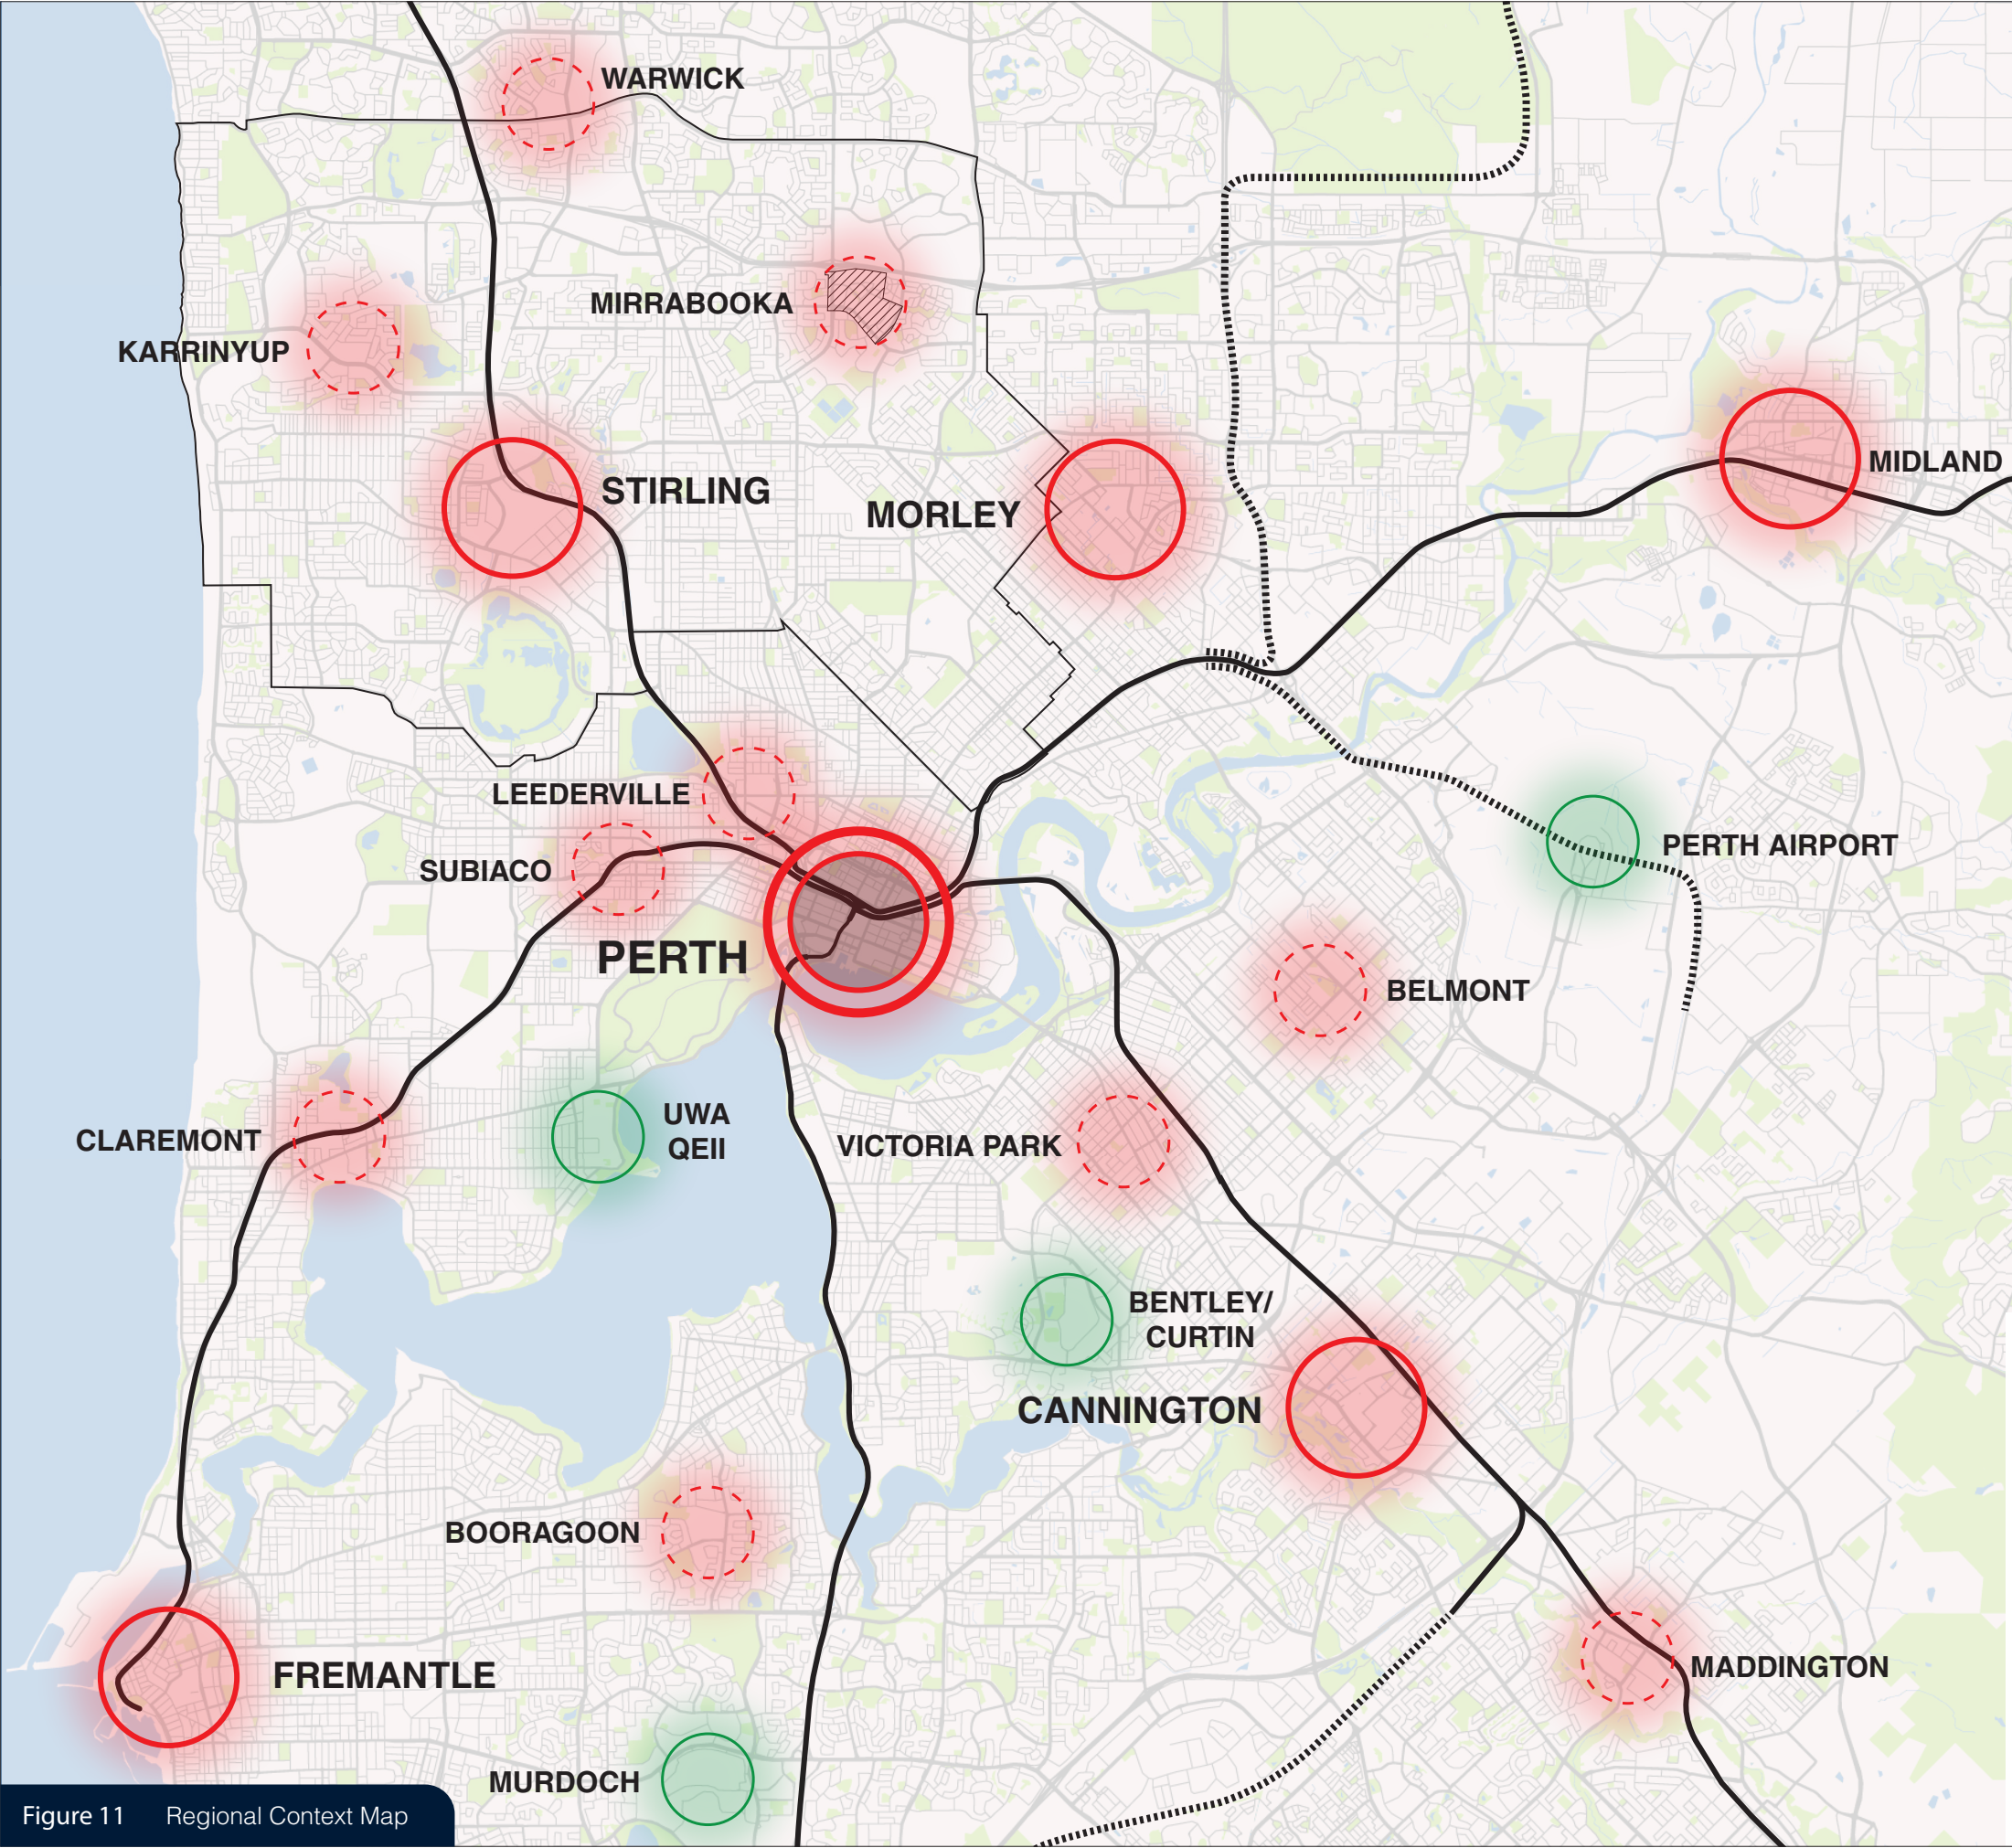 WARWICK
MIRRABOOKA
KARRINYUP
STIRLING
MORLEY
MIDLAND
LEEDERVILLE
SUBIACO
PERTH
PERTH AIRPORT
BELMONT
CLAREMONT
UWA
QEII
VICTORIA PARK
BENTLEY/
CURTIN
CANNINGTON
BOORAGOON
FREMANTLE
MADDINGTON
MURDOCH
Figure 11 Regional Context Map